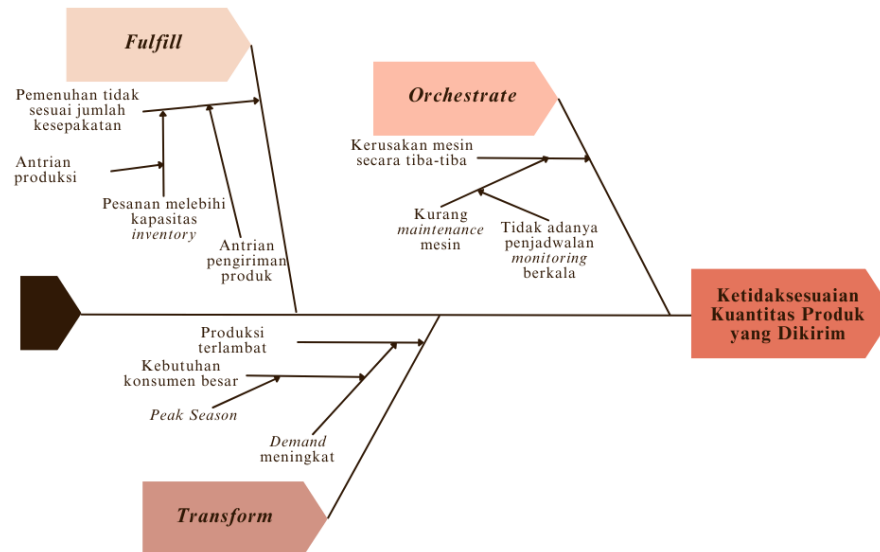 Fulfill
Pemenuhan tidak
sesuai jumlah
kesepakatan
Antrian
produksi
Pesanan melebihi
kapasitas
inventory
Antrian
pengiriman
produk
Orchestrate
Kerusakan mesin
secara tiba-tiba
Kurang
maintenance
mesin
Tidak adanya
penjadwalan
monitoring
berkala
Ketidaksesuaian
Kuantitas Produk
yang Dikirim
Produksi
terlambat
Kebutuhan
konsumen besar
Peak Season
Demand
meningkat
Transform